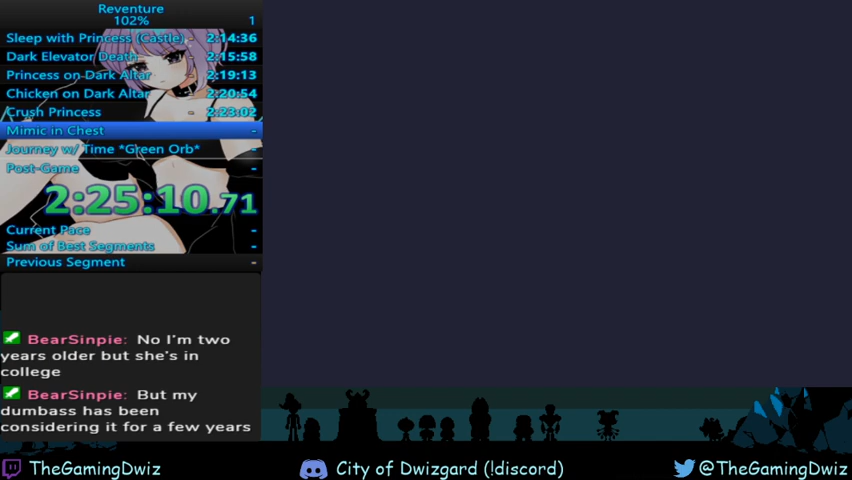 Reventure
102% 1
Sleep with Princess (Castle) - 2:14:36
Dark Elevator Death - 2:15:58
Princess on Dark Altar - 2:19:13
Chicken on Dark Altar - 2:20:54
Crush Princess - 2:23:02
Mimic in Chest -
Journey w/ Time *Green Orb* -
Post-Game -
2:25:10.71
Current Pace -
Sum of Best Segments -
Previous Segment -
BearSinpie: No I'm two
years older but she's in
college
BearSinpie: But my
dumbass has been
considering it for a few years
TheGamingDwiz City of Dwizgard (!discord) @TheGamingDwiz